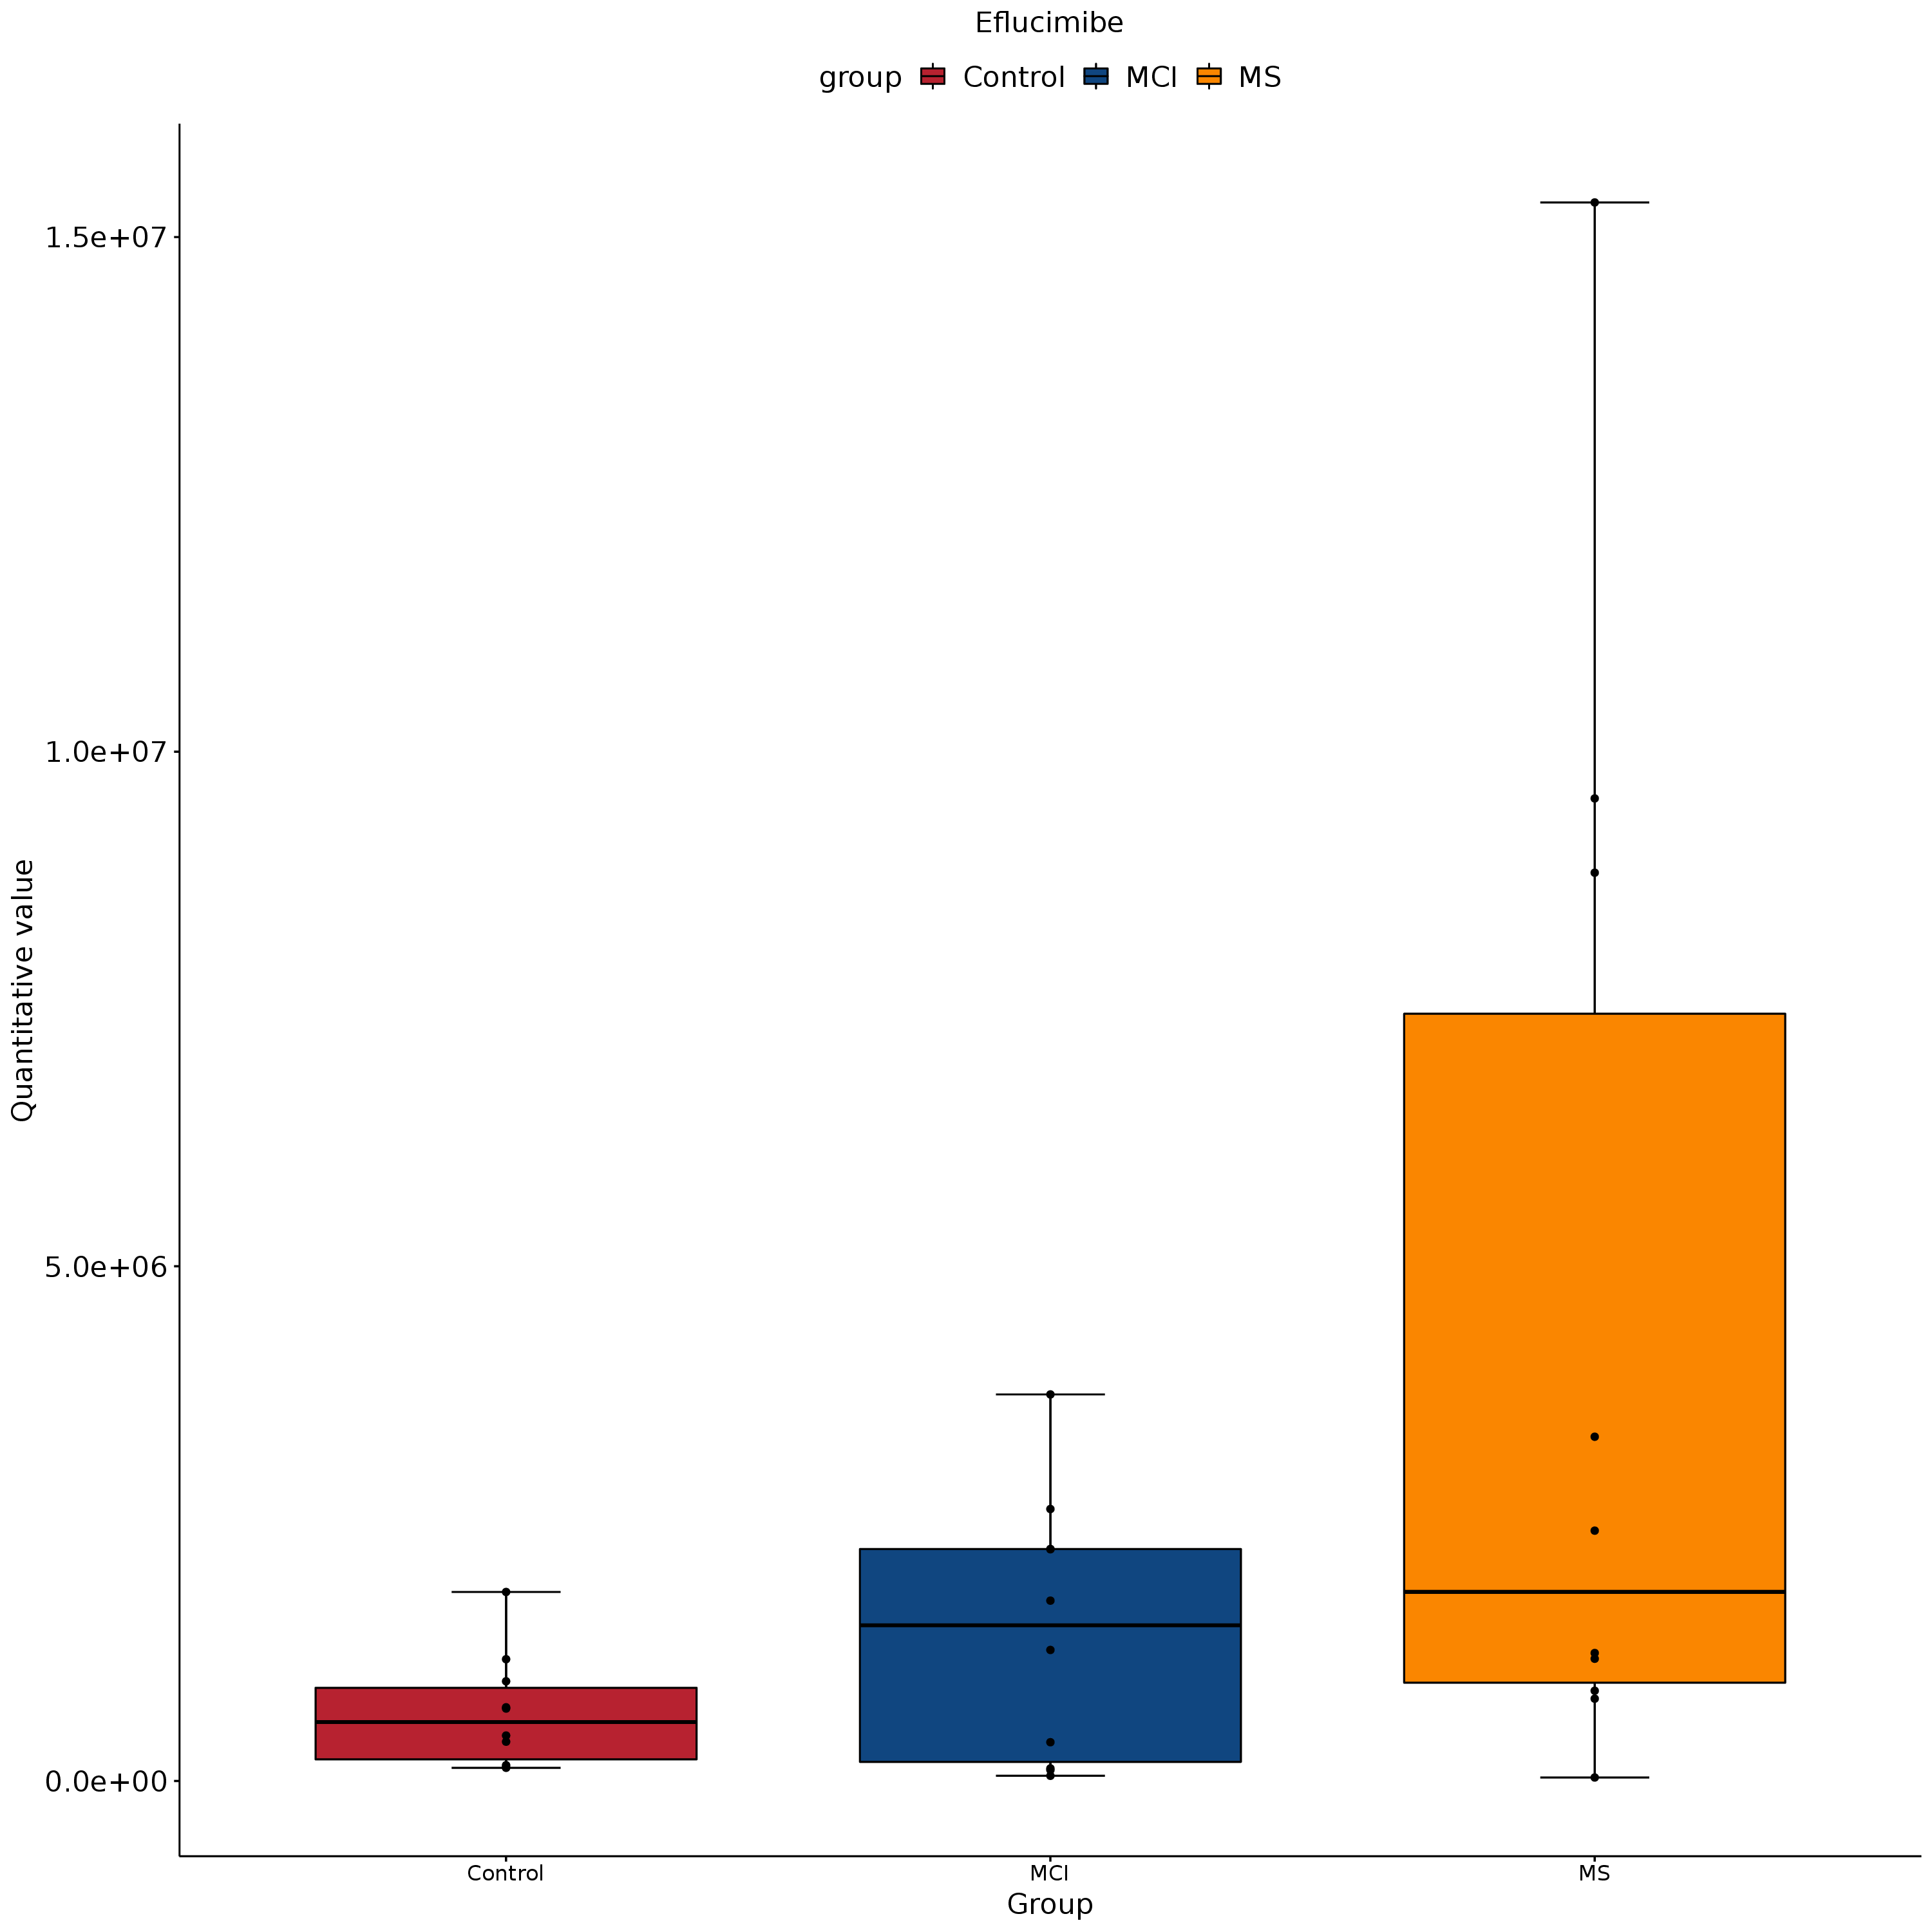 Eflucimibe
group Control MCI MS
1.5e+07
1.0e+07
5.0e+06
0.0e+00
Quantitative value
Control MCI MS
Group